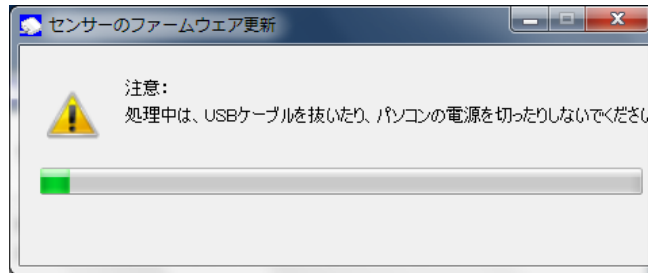 センサーのファームウエア更新
注意:
処理中は、USBケーブルを抜いたり、パソコンの電源を切ったりしないでくださ